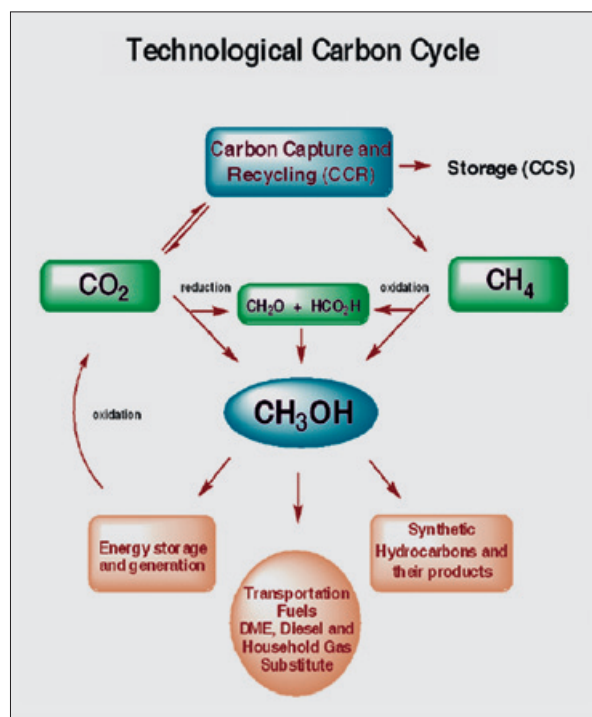 Technological Carbon Cycle
Carbon Capture and
Recycling (CCR)
Storage (CCS)
CO₂
reduction
CH₂O + HCO₂H
oxidation
CH₄
CH₃OH
oxidation
Energy storage
and generation
Transportation
Fuels
DME, Diesel and
Household Gas
Substitute
Synthetic
Hydrocarbons and
their products